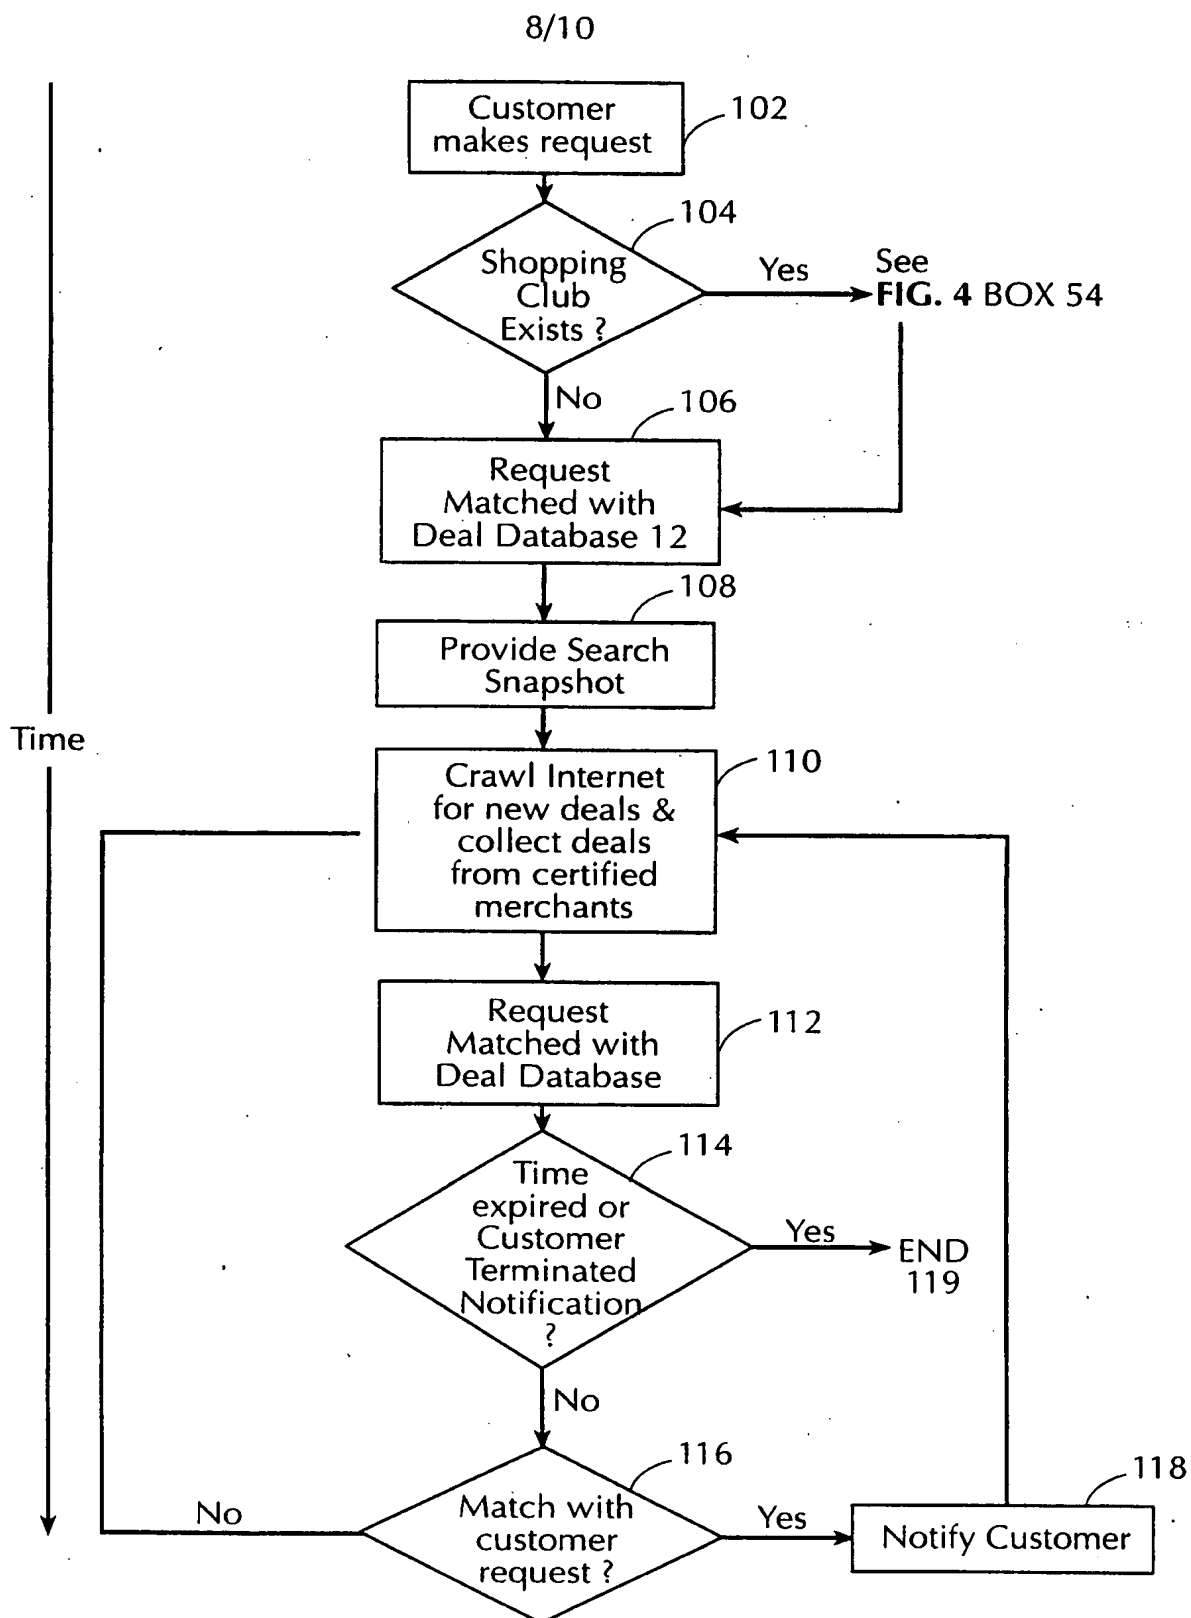 8/10
Customer
makes request
102
104
Shopping
Club
Exists ?
Yes
See
FIG. 4 BOX 54
No
106
Request
Matched with
Deal Database 12
108
Provide Search
Snapshot
Time
110
Crawl Internet
for new deals &
collect deals
from certified
merchants
112
Request
Matched with
Deal Database
114
Time
expired or
Customer
Terminated
Notification
?
Yes
END
119
No
116
Match with
customer
request ?
No
Yes
118
Notify Customer